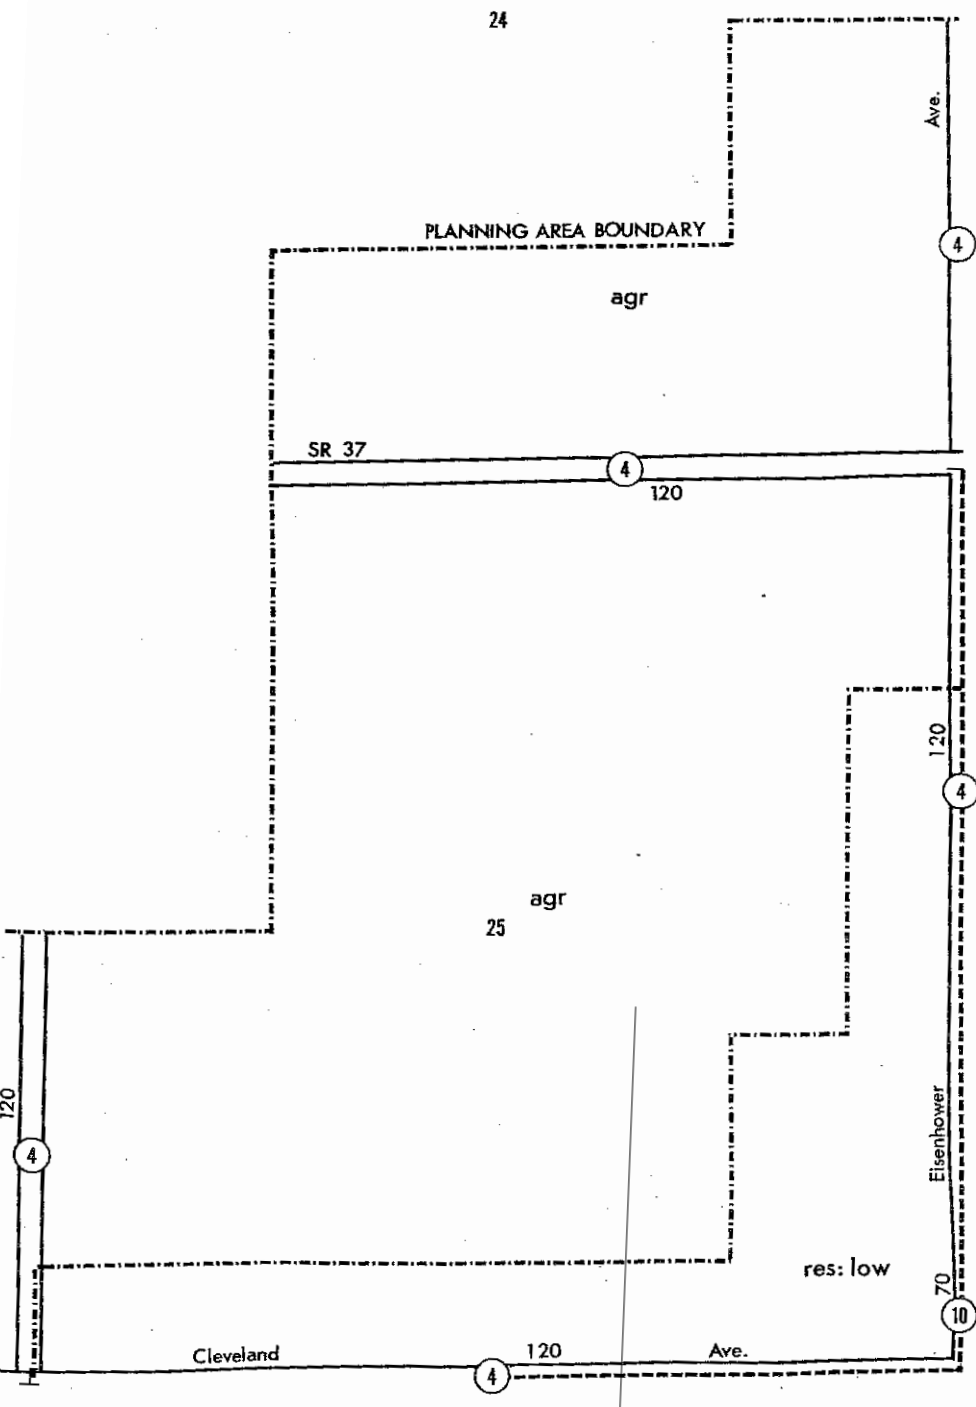 24
Ave.
PLANNING AREA BOUNDARY
4
agr
SR 37
4
120
120
4
agr
25
120
4
Eisenhower
res: low
70
10
Cleveland
120
Ave.
4